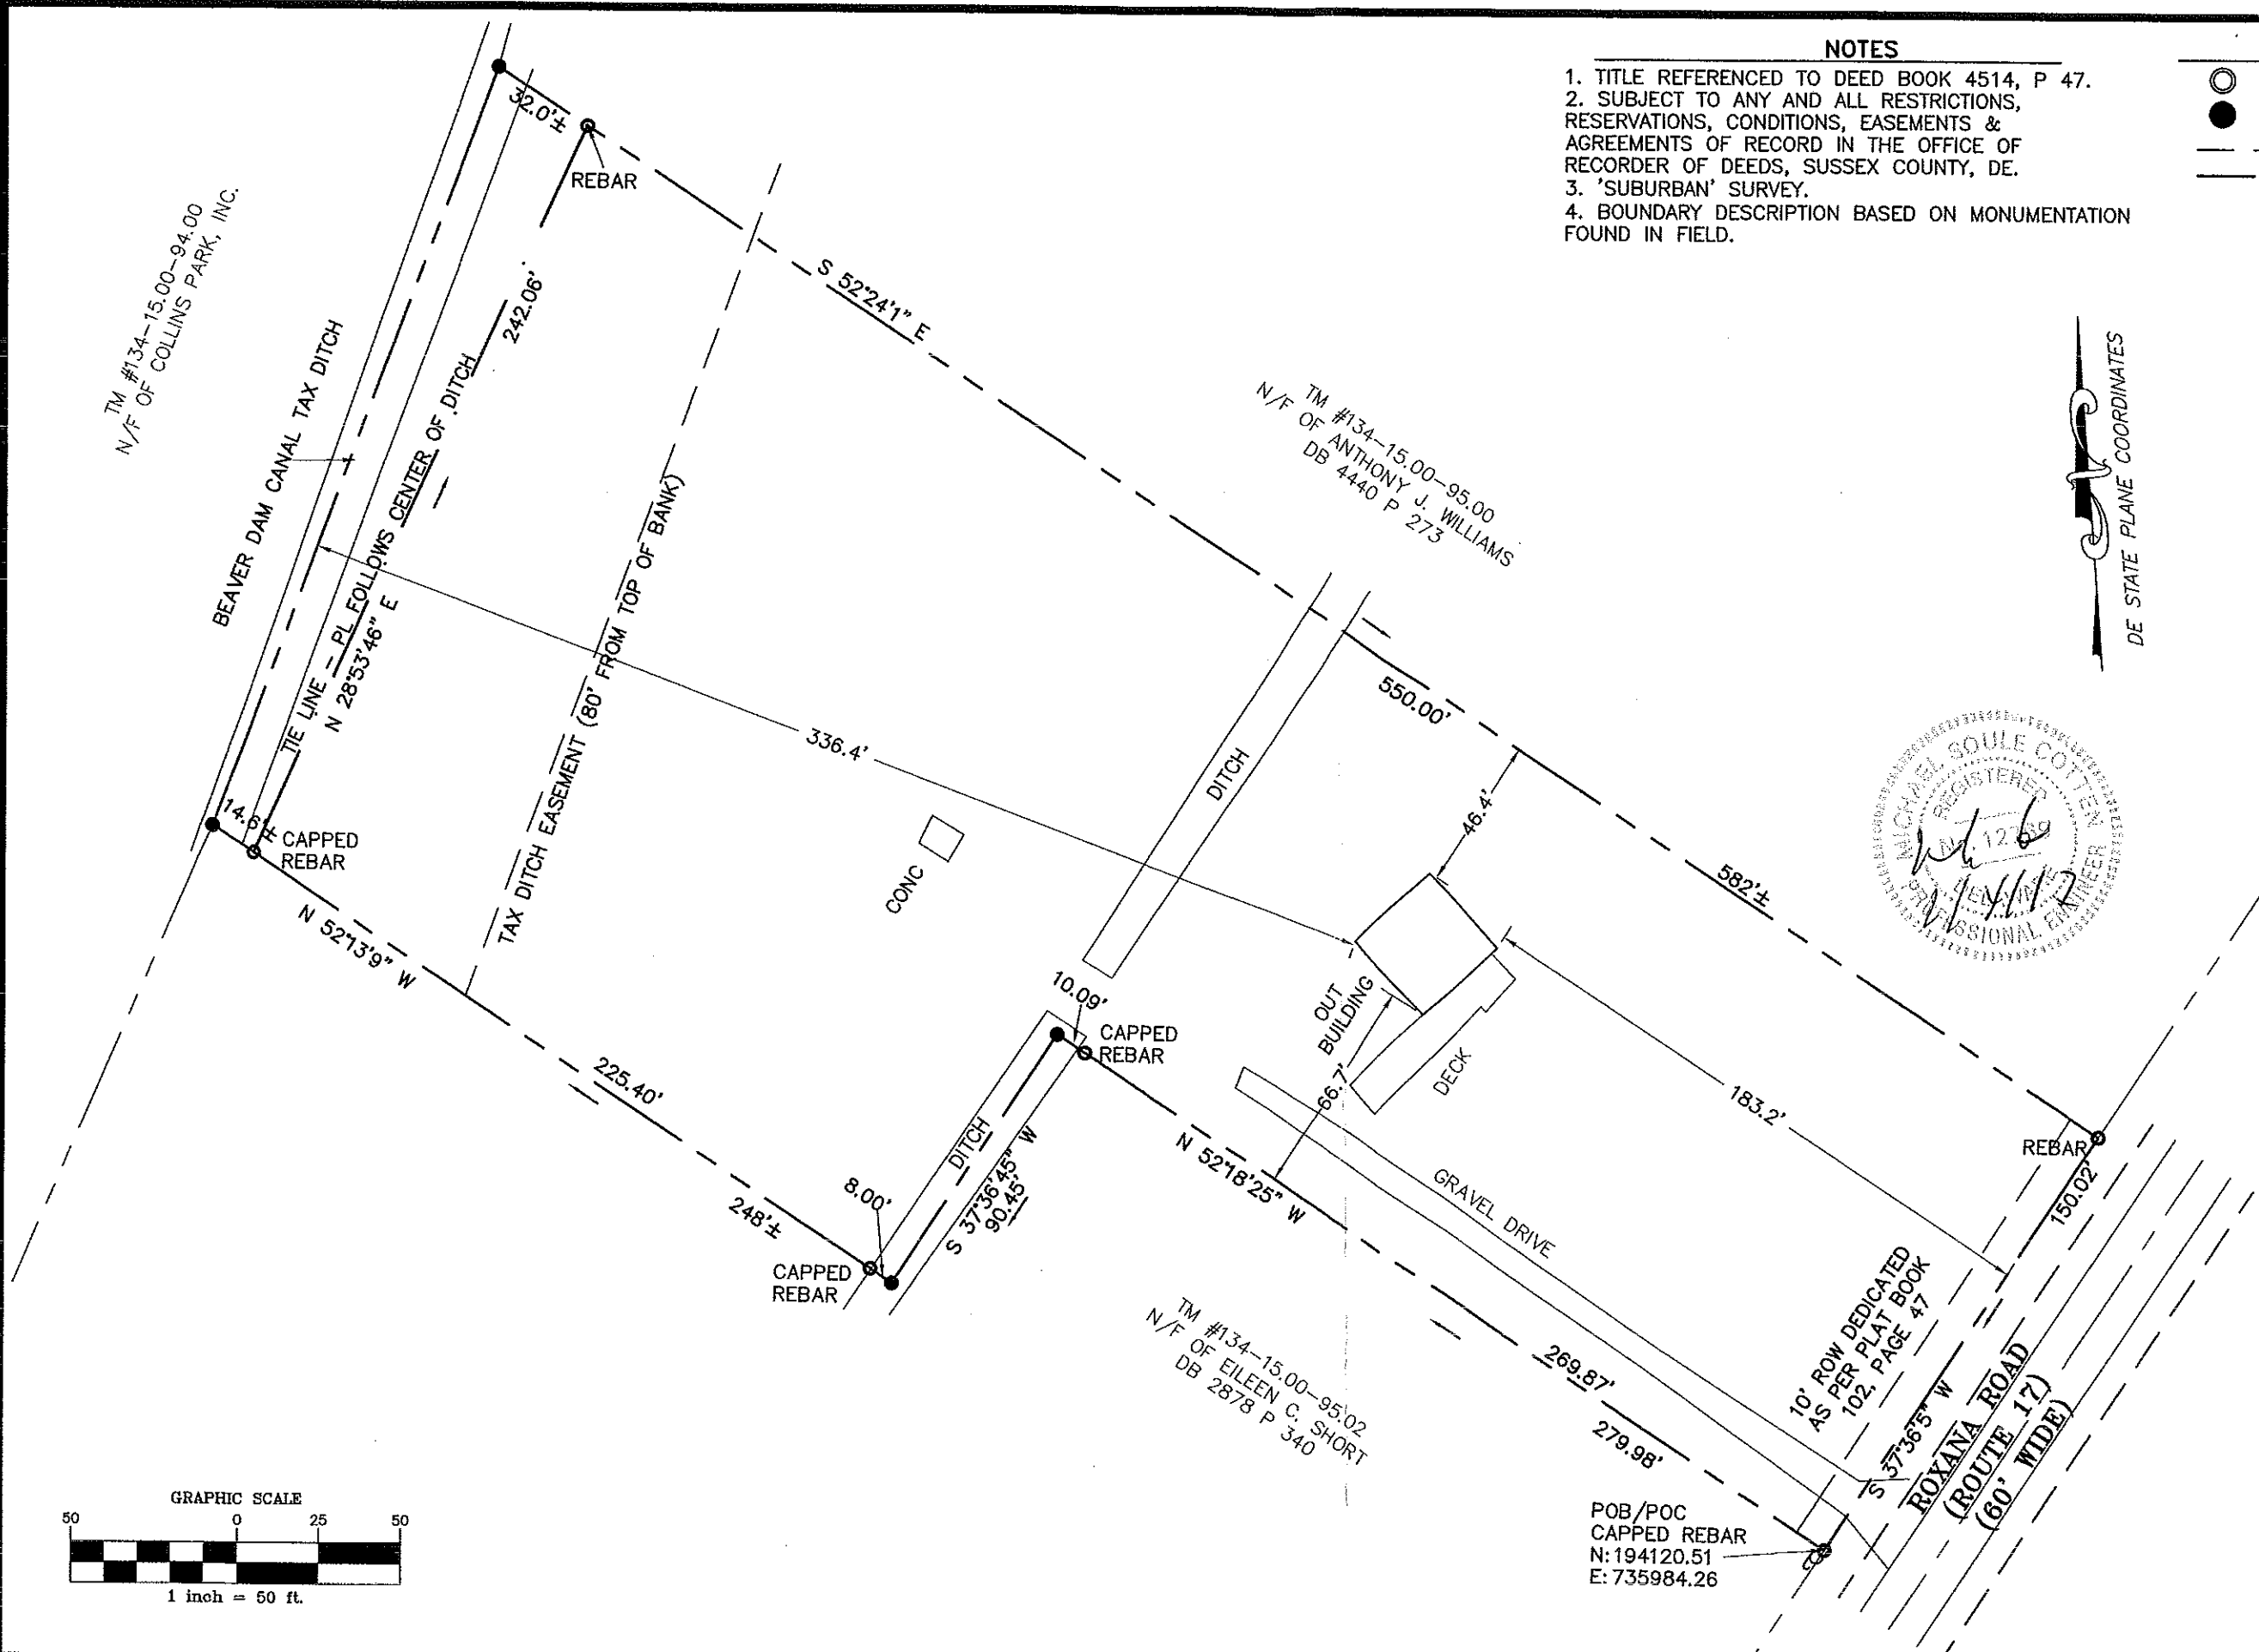 NOTES
1. TITLE REFERENCED TO DEED BOOK 4514, P 47.
2. SUBJECT TO ANY AND ALL RESTRICTIONS,
RESERVATIONS, CONDITIONS, EASEMENTS &
AGREEMENTS OF RECORD IN THE OFFICE OF
RECORDER OF DEEDS, SUSSEX COUNTY, DE.
3. 'SUBURBAN' SURVEY.
4. BOUNDARY DESCRIPTION BASED ON MONUMENTATION
FOUND IN FIELD.
32.0'±
REBAR
TM #134-15.00-94.00
N/F OF COLLINS PARK, INC.
BEAVER DAM CANAL TAX DITCH
TIE LINE - PL FOLLOWS CENTER OF DITCH
242.06'
N 28°53'46" E
TAX DITCH EASEMENT (80' FROM TOP OF BANK)
S 52°24'1" E
TM #134-15.00-95.00
N/F OF ANTHONY J. WILLIAMS
DB 4440 P 273
DE STATE PLANE COORDINATES
550.00'
336.4'
DITCH
46.4'
582'±
MICHAEL SOULE COTTEN
REGISTERED
DELAWARE
PROFESSIONAL ENGINEER
14.6'±
CAPPED
REBAR
CONC
N 52°13'9" W
10.09'
CAPPED
REBAR
OUT
BUILDING
66.7'
DECK
183.2'
REBAR
150.02'
225.40'
DITCH
8.00'
S 37°36'45" W
90.45'
248'±
CAPPED
REBAR
N 52°18'25" W
GRAVEL DRIVE
TM #134-15.00-95.02
N/F OF EILEEN C. SHORT
DB 2878 P 340
269.87'
279.98'
10' ROW DEDICATED
AS PER PLAT BOOK
102, PAGE 47
S 37°36'5" W
ROXANA ROAD
(ROUTE 17)
(60' WIDE)
POB/POC
CAPPED REBAR
N: 194120.51
E: 735984.26
GRAPHIC SCALE
50 0 25 50
1 inch = 50 ft.